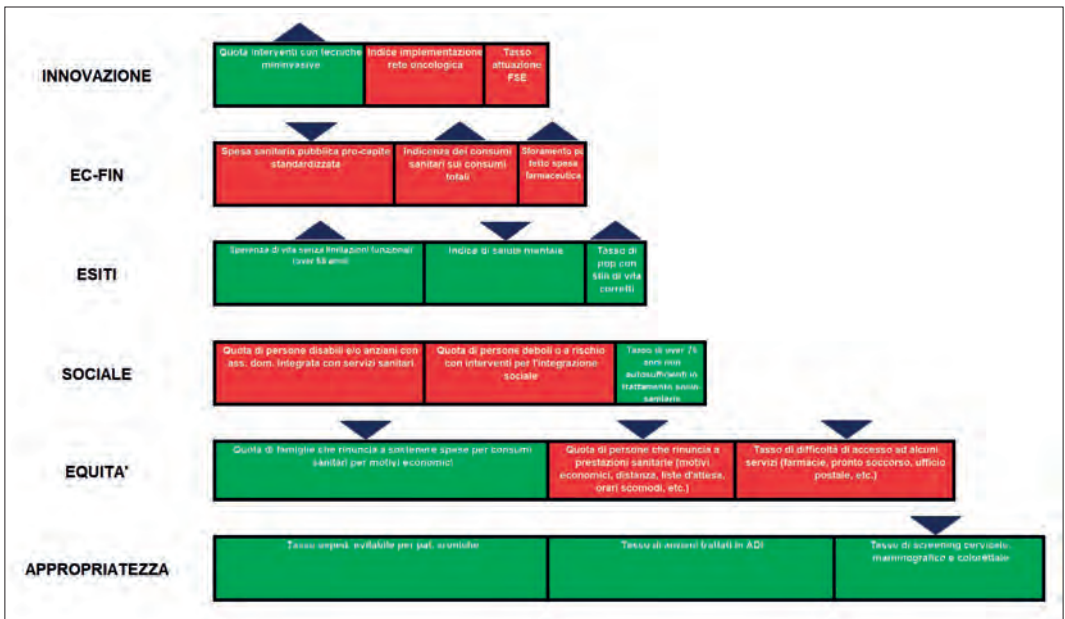 INNOVAZIONE
Quota interventi con tecniche
mininvasive
Indice implementazione
rete oncologica
Tasso
attuazione
FSE
EC-FIN
Spesa sanitaria pubblica pro-capite
standardizzata
Indicenza dei consumi
sanitari sui consumi
totali
Sforamento pa
tetto spesa
farmaceutica
ESITI
Speranza di vita senza limitazioni funzionali
(over 65 anni)
Indice di salute mentale
Tasso di
pop con
stili di vita
corretti
SOCIALE
Quota di persone disabili e/o anziani con
ass. dom. integrata con servizi sanitari
Quota di persone deboli o a rischio
con interventi per l'integrazione
sociale
Tasso di over 75
anni non
autosufficienti in
trattamento socio-
sanitario
EQUITA'
Quota di famiglie che rinuncia a sostenere spese per consumi
sanitari per motivi economici
Quota di persone che rinuncia a
prestazioni sanitarie (motivi
economici, distanza, liste d'attesa,
orari scomodi, etc.)
Tasso di difficoltà di accesso ad alcuni
servizi (farmacie, pronto soccorso, ufficio
postale, etc.)
APPROPRIATEZZA
Tasso osped. evitabile per pat. croniche
Tasso di anziani trattati in ADI
Tasso di screening cervicale,
mammografico e colorettale